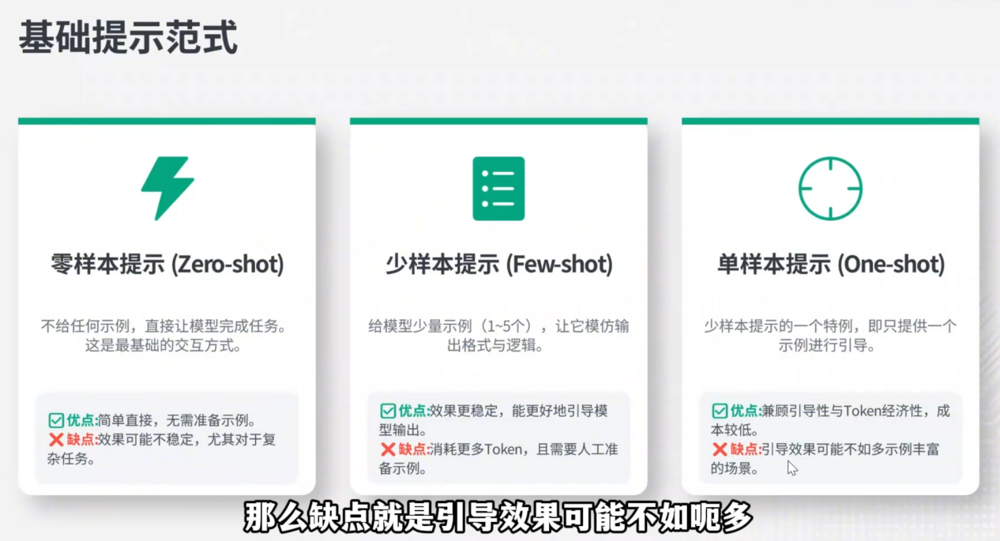 基础提示范式
零样本提示 (Zero-shot)
不给任何示例，直接让模型完成任务。
这是最基础的交互方式。
优点:简单直接，无需准备示例。
缺点:效果可能不稳定，尤其对于复
杂任务。
少样本提示 (Few-shot)
给模型少量示例（1~5个），让它模仿输
出格式与逻辑。
优点:效果更稳定，能更好地引导模
型输出。
缺点:消耗更多Token，且需要人工准
备示例。
单样本提示 (One-shot)
少样本提示的一个特例，即只提供一个
示例进行引导。
优点:兼顾引导性与Token经济性，成
本较低。
缺点:引导效果可能不如多示例丰富
的场景。
那么缺点就是引导效果可能不如呃多